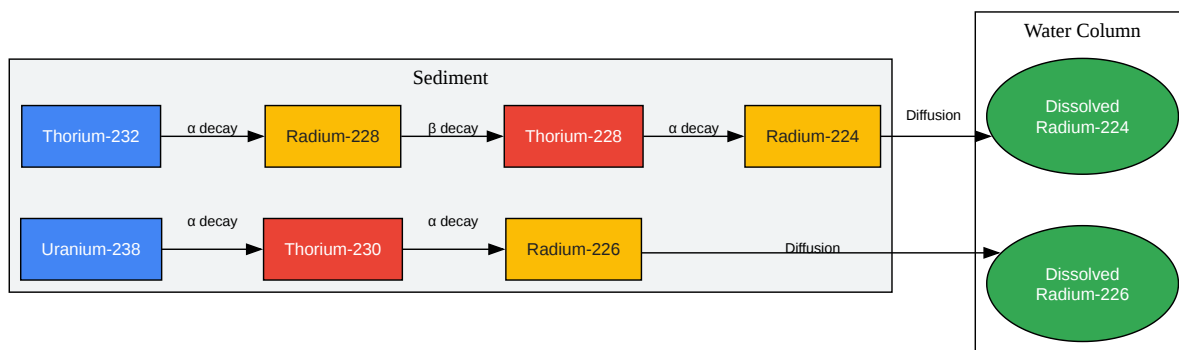 Water Column
Sediment
Thorium-232
α decay
Radium-228
β decay
Thorium-228
α decay
Radium-224
Diffusion
Dissolved
Radium-224
Uranium-238
α decay
Thorium-230
α decay
Radium-226
Diffusion
Dissolved
Radium-226